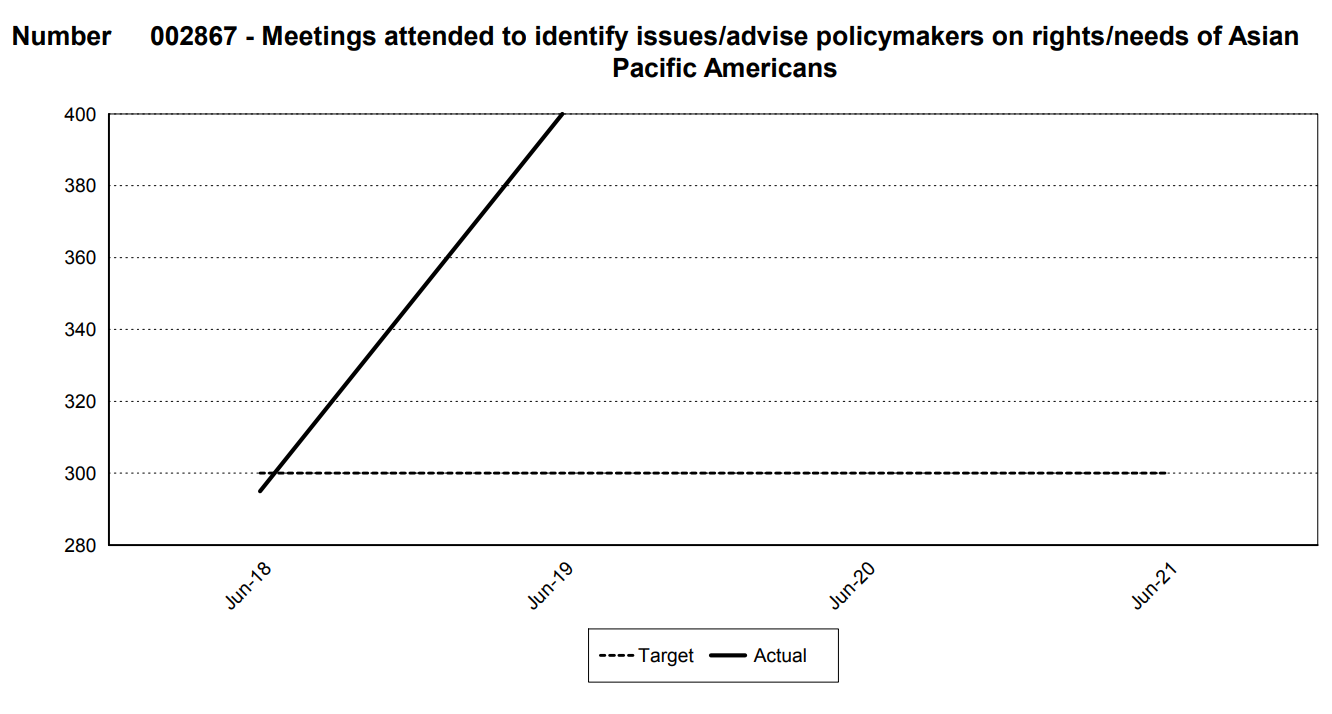 Number 002867 - Meetings attended to identify issues/advise policymakers on rights/needs of Asian
Pacific Americans
400
380
360
340
320
300
280
Jun-18
Jun-19
Jun-20
Jun-21
Target Actual